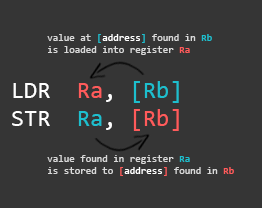 value at [address] found in Rb
is loaded into register Ra
LDR Ra, [Rb]
STR Ra, [Rb]
value found in register Ra
is stored to [address] found in Rb